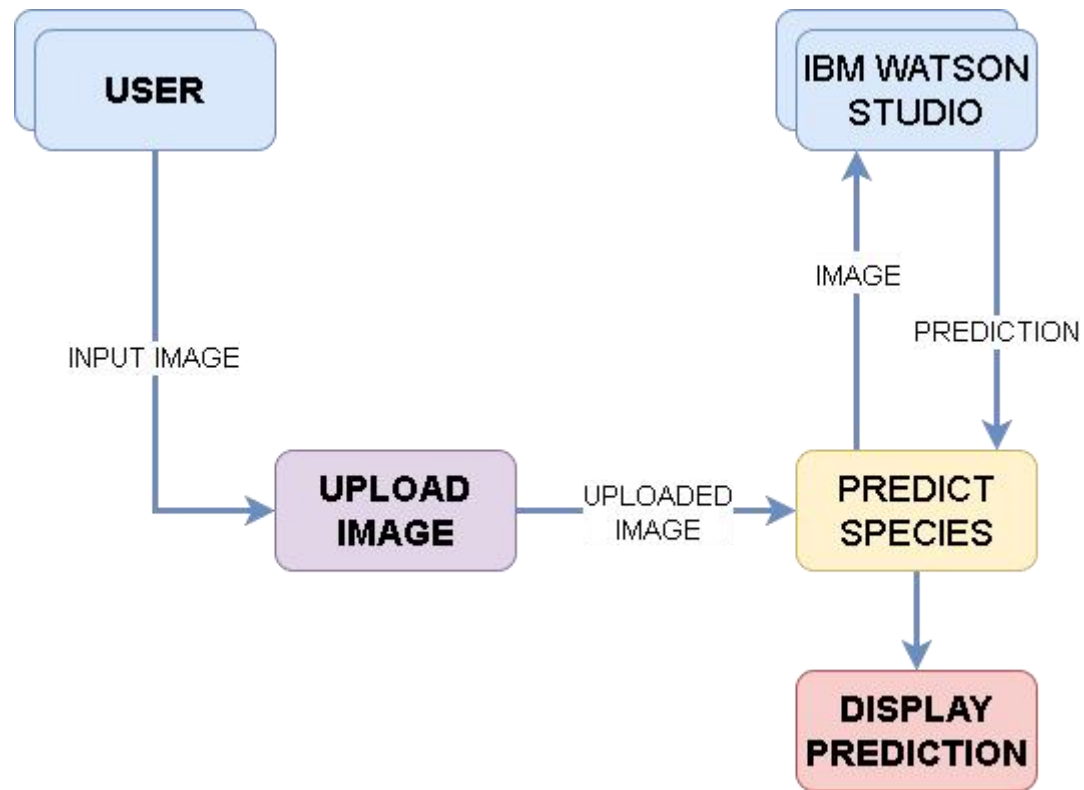 USER
IBM WATSON
STUDIO
IMAGE
PREDICTION
INPUT IMAGE
UPLOAD
IMAGE
UPLOADED
IMAGE
PREDICT
SPECIES
DISPLAY
PREDICTION